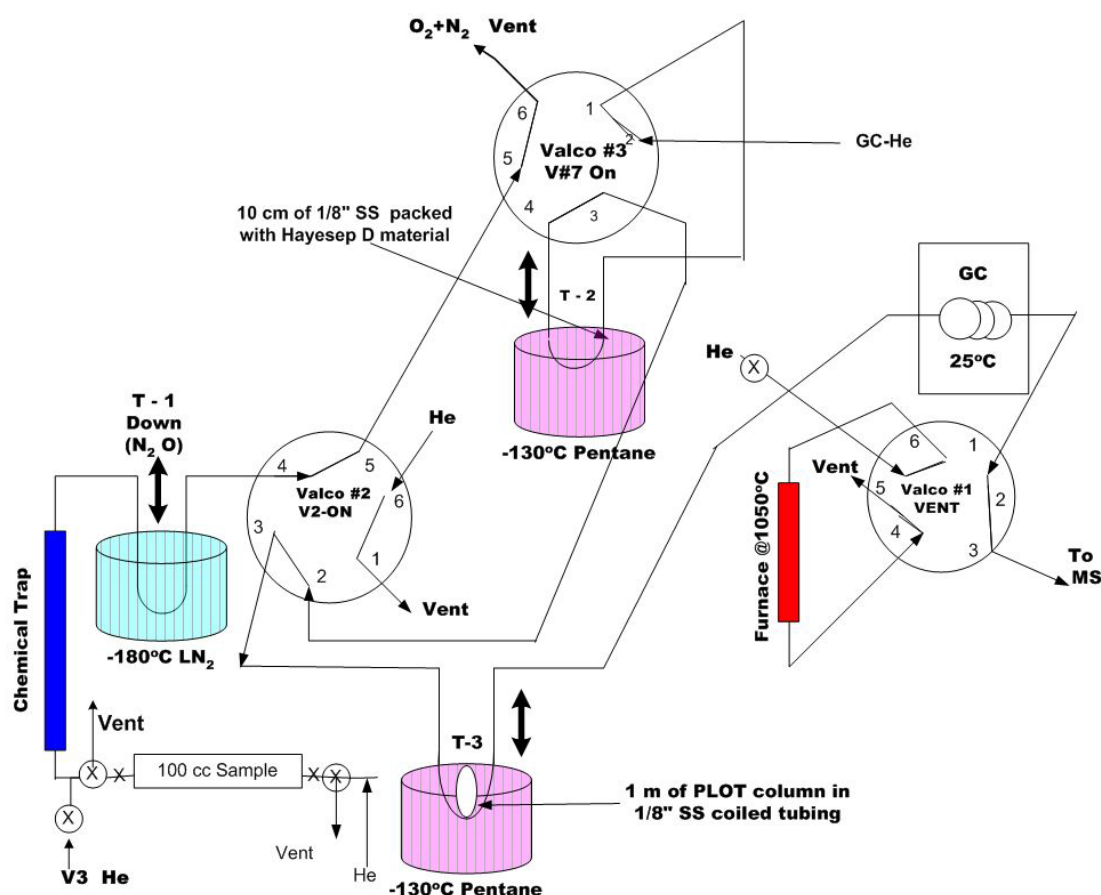 O2+N2 Vent
6
1
2
5
Valco #3
V#7 On
4
3
GC-He
10 cm of 1/8" SS packed
with Hayesep D material
T - 2
-130°C Pentane
GC
25°C
He
X
T - 1
Down
(N2 O)
He
4
5
Valco #2
V2-ON
6
3
2
1
Vent
6
1
Vent
5
Valco #1
VENT
2
4
3
To
MS
Furnace @1050°C
Chemical Trap
-180°C LN2
Vent
X
X
100 cc Sample
X
X
X
V3 He
Vent
He
T-3
1 m of PLOT column in
1/8" SS coiled tubing
-130°C Pentane